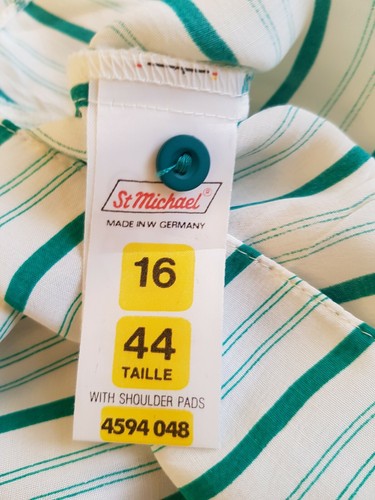 St Michael®
MADE IN W. GERMANY
16
44
TAILLE
WITH SHOULDER PADS
4594 048